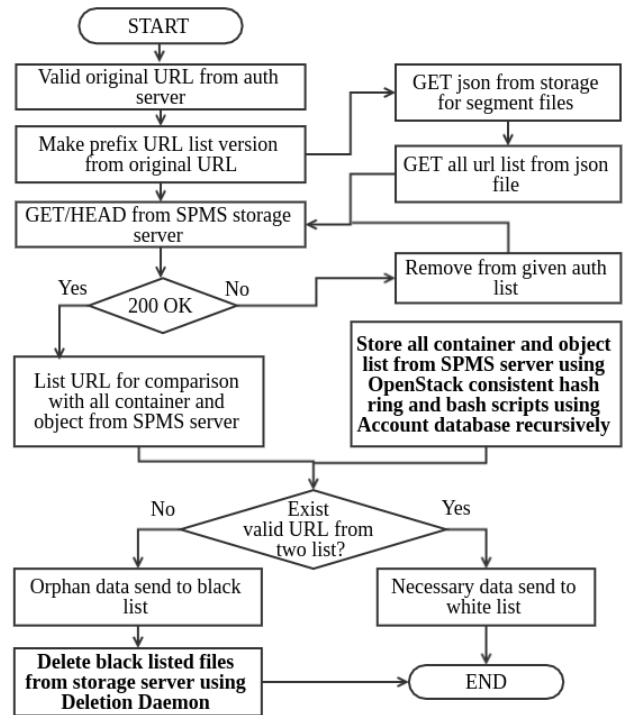 START
Valid original URL from auth
server
Make prefix URL list version
from original URL
GET json from storage
for segment files
GET all url list from json
file
GET/HEAD from SPMS storage
server
Remove from given auth
list
Yes
200 OK
No
List URL for comparison
with all container and
object from SPMS server
Store all container and object
list from SPMS server using
OpenStack consistent hash
ring and bash scripts using
Account database recursively
No
Exist
valid URL from
two list?
Yes
Orphan data send to black
list
Necessary data send to
white list
Delete black listed files
from storage server using
Deletion Daemon
END